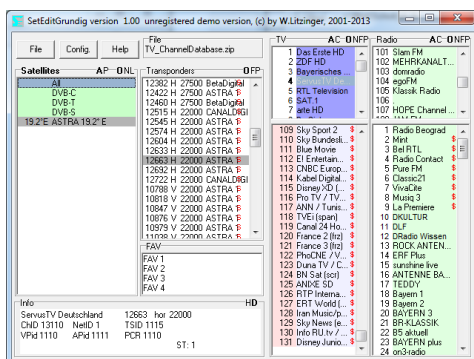 SetEditGrundig version 1.00 unregistered demo version, (c) by W.Litzinger, 2001-2013
File
Config.
Help
File
TV_ChannelDatabase.zip
Satellites AP ONL
All
DVB-C
DVB-T
DVB-S
19.2°E ASTRA 19.2° E
Transponders OFP
12382 H 27500 BetaDigital
12422 H 27500 ASTRA 1
12460 H 27500 BetaDigital
12515 H 22000 CANALDIGI
12545 H 22000 ASTRA 1
12574 H 22000 ASTRA 1
12604 H 22000 ASTRA 1
12633 H 22000 ASTRA 1
12663 H 22000 ASTRA 1
12692 H 22000 ASTRA 1
12722 H 22000 CANALDIGI
10788 V 22000 ASTRA 1
10818 V 22000 ASTRA 1
10847 V 22000 ASTRA 1
10876 V 22000 ASTRA 1
10979 V 22000 ASTRA 1
FAV
FAV 1
FAV 2
FAV 3
FAV 4
Info HD
ServusTV Deutschland 12663 hor 22000
ChID 13110 NetID 1 TSID 1115
VPid 1110 APid 1111 PCR 1110
ST: 1
TV AC ONFP
1 Das Erste HD
2 ZDF HD
3 Bayerisches ...
4 ServusTV De...
5 RTL Television
6 SAT.1
7 arte HD
109 Sky Sport 2 $
110 Sky Bundesli... $
111 Blue Movie $
112 E! Entertain... $
113 CNBC Europ... $
114 Kabel Digital... $
115 Disney XD (... $
116 Pro TV / TV... $
117 ANN / Tunis... $
118 TVEi (span) $
119 Canal 24 Ho... $
120 France 2 (frz) $
121 France 3 (frz) $
122 PhoCNE / V... $
123 Duna TV / C... $
124 BN Sat (scr) $
125 ANIXE SD $
126 RTP Interna... $
127 ERT World (... $
128 Iran Music/p... $
129 Sky News (e... $
130 Info RU.tv / ... $
131 Disney Junio... $
Radio AC ONFP
101 Slam FM
102 MEHRKANALT...
103 domradio
104 egoFM
105 Klassik Radio
106
107 HOPE Channel ...
1 Radio Beograd
2 Mint $
3 Bel RTL $
4 Radio Contact $
5 Pure FM $
6 Classic21 $
7 VivaCite $
8 Musiq 3 $
9 La Premiere $
10 DKULTUR
11 DLF
12 DRadio Wissen
13 ROCK ANTEN...
14 ERF Plus
15 sunshine live
16 ANTENNE BA...
17 TEDDY
18 Bayern 1
19 Bayern 2
20 BAYERN 3
21 BR-KLASSIK
22 B5 aktuell
23 BAYERN plus
24 on3-radio